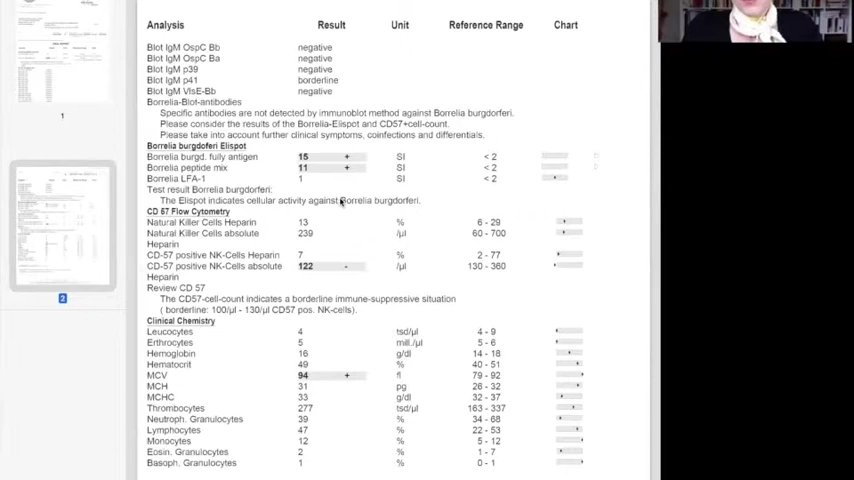 Analysis Result Unit Reference Range Chart
Blot IgM OspC Bb negative
Blot IgM OspC Ba negative
Blot IgM p39 negative
Blot IgM p41 borderline
Blot IgM VlsE-Bb negative
Borrelia-Blot-antibodies
Specific antibodies are not detected by immunoblot method against Borrelia burgdorferi.
Please consider the results of the Borrelia-Elispot and CD57+cell-count.
Please take into account further clinical symptoms, coinfections and differentials.
Borrelia burgdoferi Elispot
Borrelia burgd. fully antigen 15 + SI < 2
Borrelia peptide mix 11 + SI < 2
Borrelia LFA-1 1 SI < 2
Test result Borrelia burgdorferi:
The Elispot indicates cellular activity against Borrelia burgdorferi.
CD 57 Flow Cytometry
Natural Killer Cells Heparin 13 % 6 - 29
Natural Killer Cells absolute 239 /µl 60 - 700
Heparin
CD-57 positive NK-Cells Heparin 7 % 2 - 77
CD-57 positive NK-Cells absolute 122 - /µl 130 - 360
Heparin
Review CD 57
The CD57-cell-count indicates a borderline immune-suppressive situation
( borderline: 100/µl - 130/µl CD57 pos. NK-cells).
Clinical Chemistry
Leucocytes 4 tsd/µl 4 - 9
Erthrocytes 5 mill./µl 5 - 6
Hemoglobin 16 g/dl 14 - 18
Hematocrit 49 % 40 - 51
MCV 94 + fl 79 - 92
MCH 31 pg 26 - 32
MCHC 33 g/dl 32 - 37
Thrombocytes 277 tsd/µl 163 - 337
Neutroph. Granulocytes 39 % 34 - 68
Lymphocytes 47 % 22 - 53
Monocytes 12 % 5 - 12
Eosin. Granulocytes 2 % 1 - 7
Basoph. Granulocytes 1 % 0 - 1
1
2